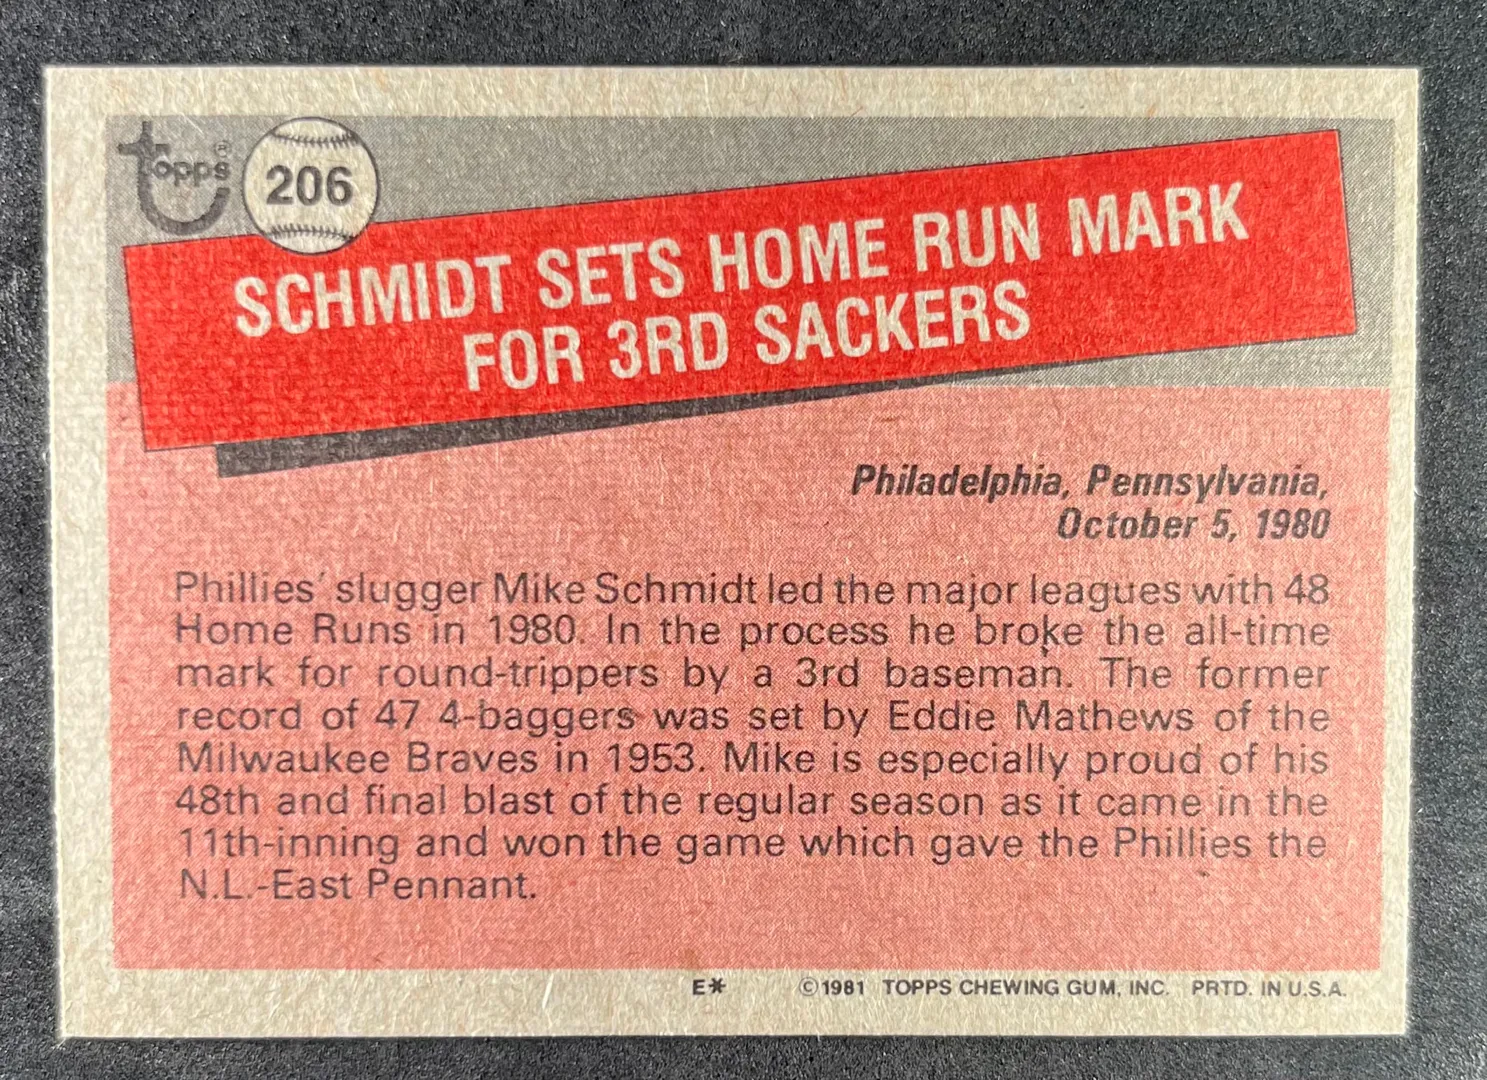 topps®
206
SCHMIDT SETS HOME RUN MARK
FOR 3RD SACKERS
Philadelphia, Pennsylvania,
October 5, 1980
Phillies' slugger Mike Schmidt led the major leagues with 48
Home Runs in 1980. In the process he broke the all-time
mark for round-trippers by a 3rd baseman. The former
record of 47 4-baggers was set by Eddie Mathews of the
Milwaukee Braves in 1953. Mike is especially proud of his
48th and final blast of the regular season as it came in the
11th-inning and won the game which gave the Phillies the
N.L.-East Pennant.
E* ©1981 TOPPS CHEWING GUM, INC. PRTD. IN U.S.A.